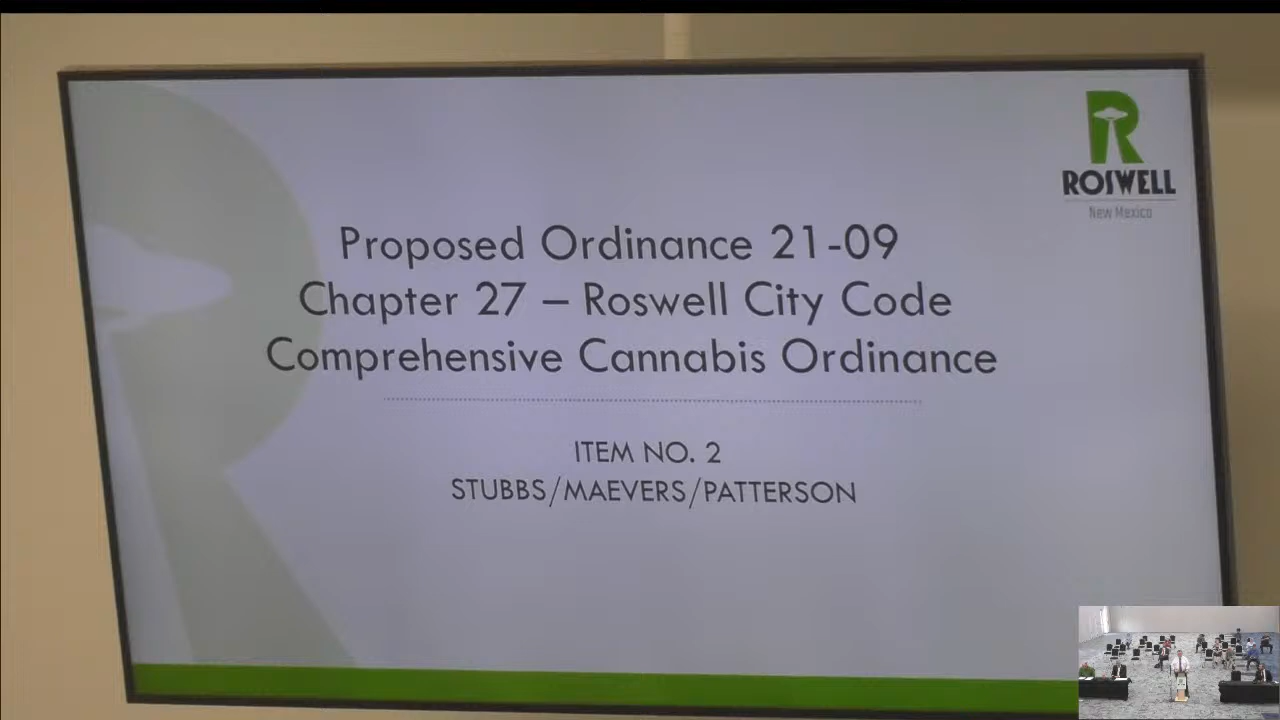 ROSWELL
New Mexico
Proposed Ordinance 21-09
Chapter 27 – Roswell City Code
Comprehensive Cannabis Ordinance
ITEM NO. 2
STUBBS/MAEVERS/PATTERSON